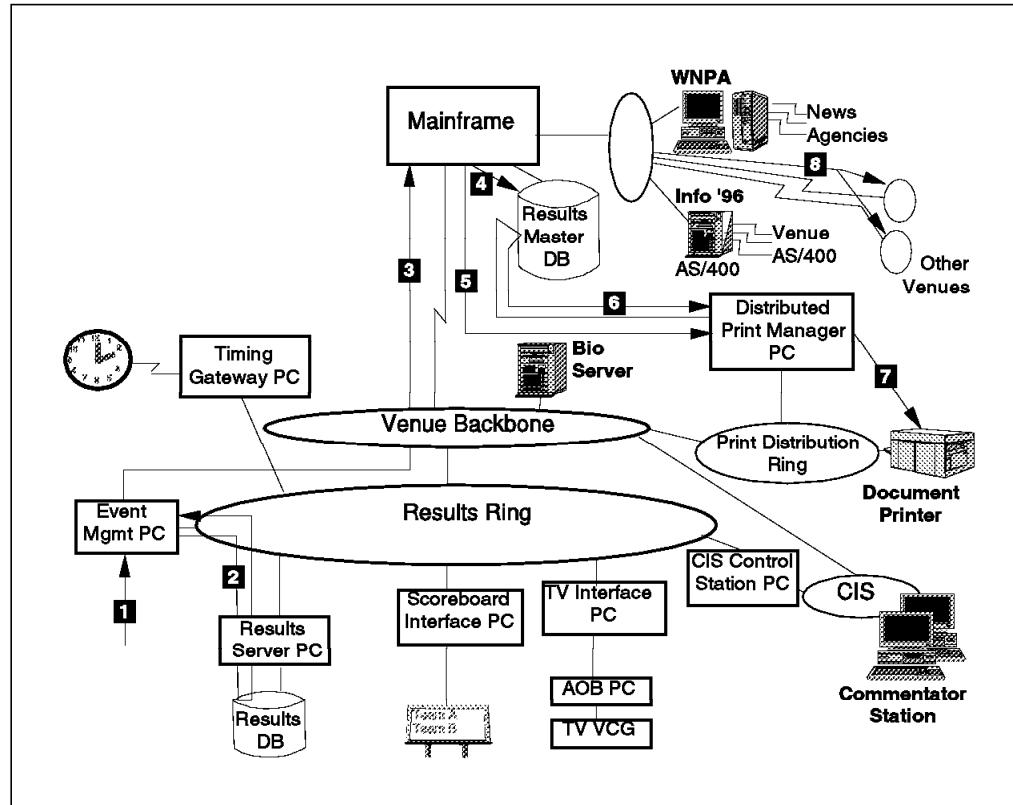 WNPA
Mainframe
News
Agencies
8
4
Info '96
Results
Master
DB
Venue
AS/400
AS/400
Other
Venues
3
5
6
Distributed
Print Manager
PC
Timing
Gateway PC
Bio
Server
7
Venue Backbone
Print Distribution
Ring
Document
Printer
Event
Mgmt PC
Results Ring
CIS Control
Station PC
2
CIS
1
Scoreboard
Interface PC
TV Interface
PC
Results
Server PC
AOB PC
Commentator
Station
Results
DB
Team A
Team B
TV VCG